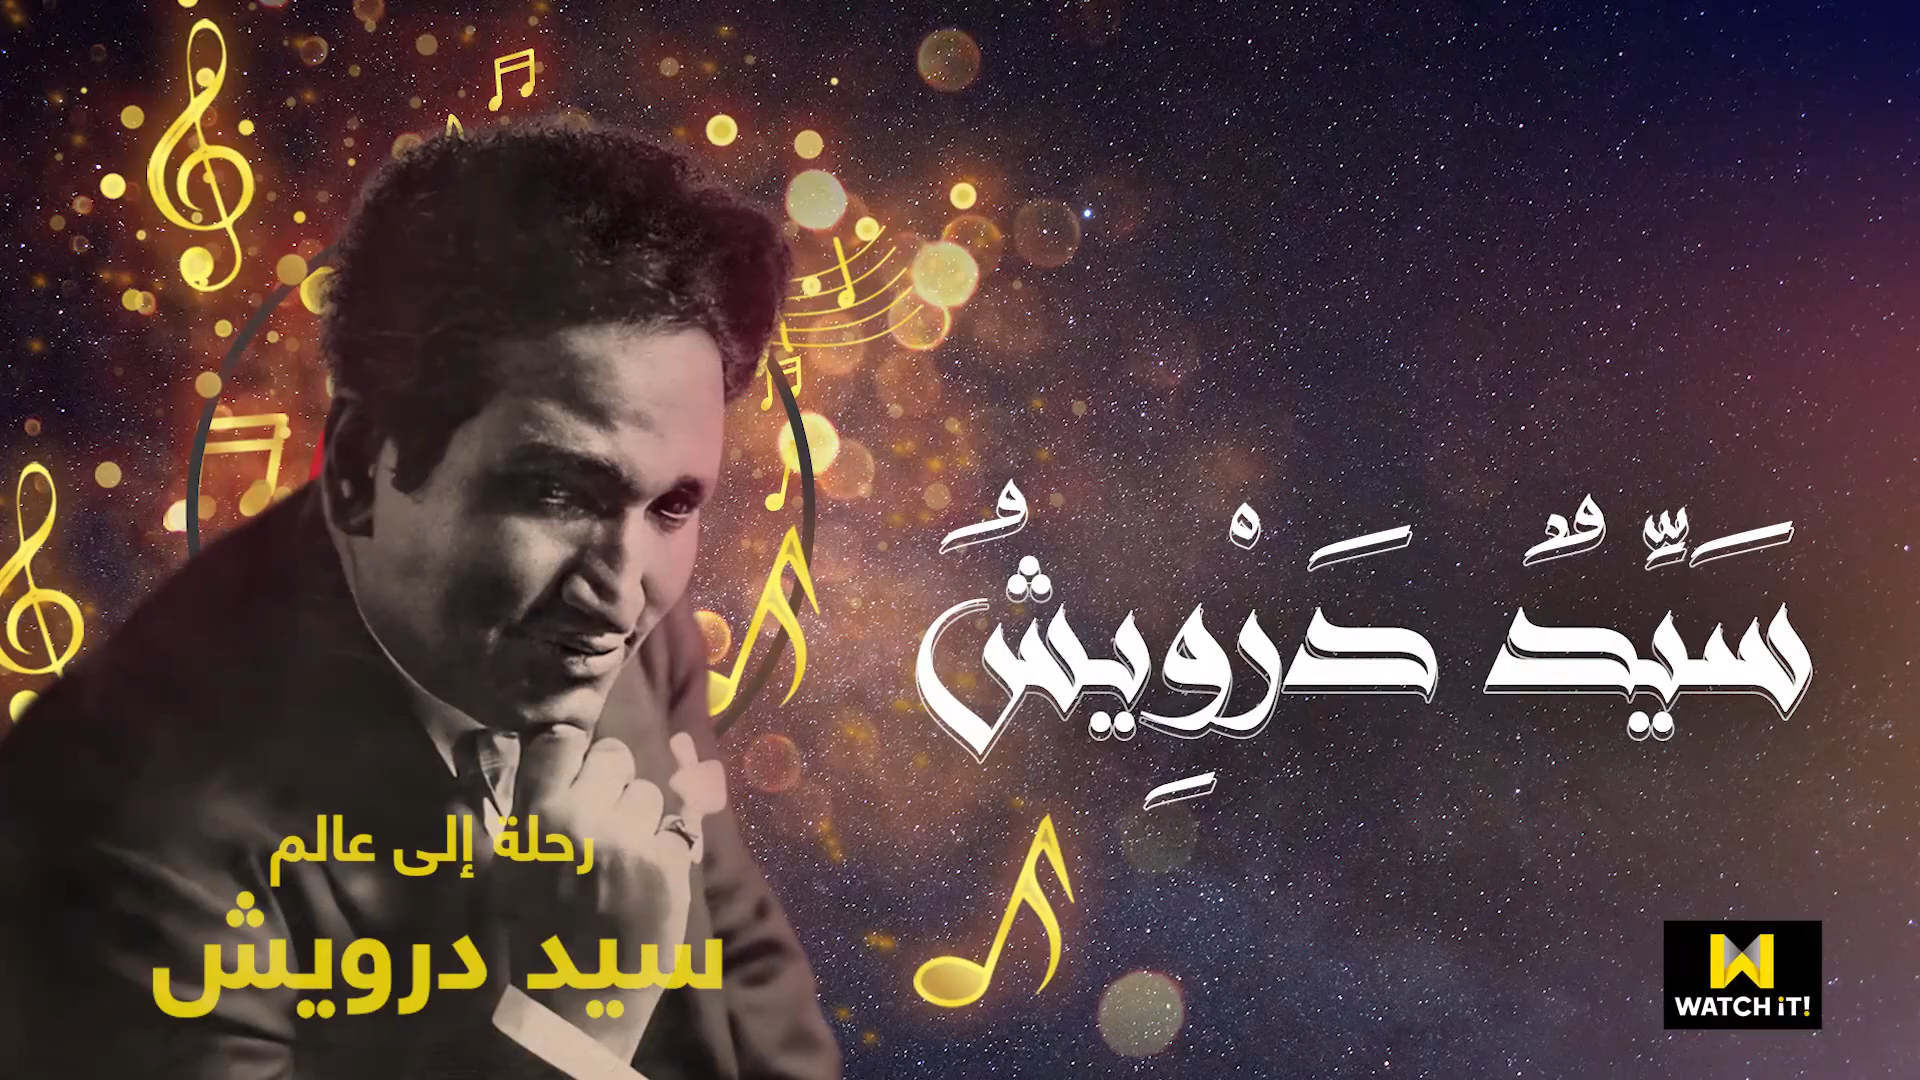 سَيِّدٌ دَرْوِيشُ
رحلة إلى عالم
سيد درويش
WATCH iT!